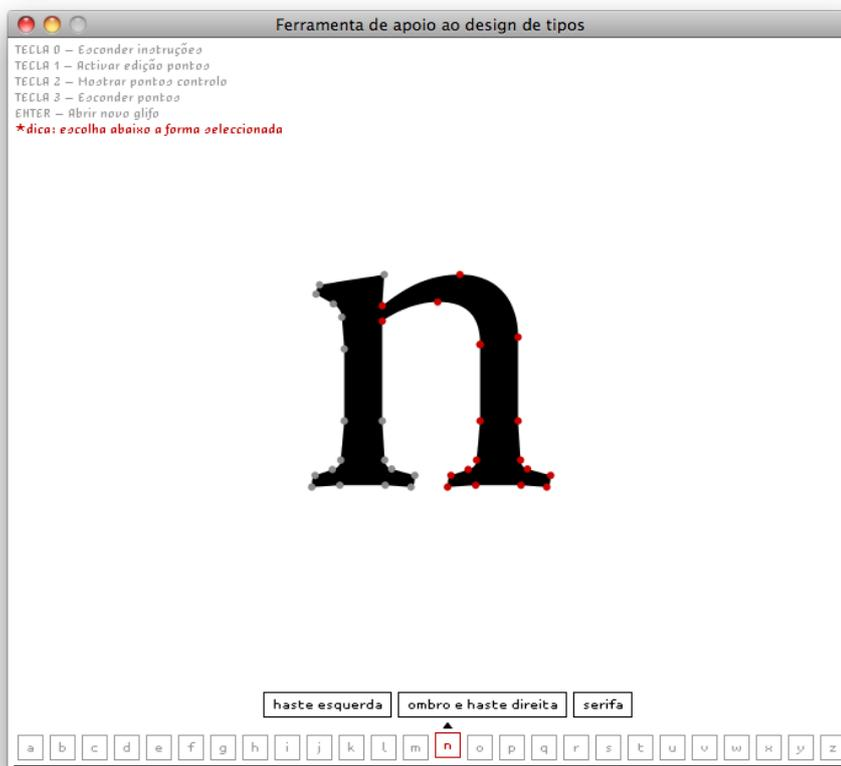 Ferramenta de apoio ao design de tipos
TECLA 0 – Esconder instruções
TECLA 1 – Activar edição pontos
TECLA 2 – Mostrar pontos controlo
TECLA 3 – Esconder pontos
ENTER – Abrir novo glifo
*dica: escolha abaixo a forma seleccionada
n
haste esquerda ombro e haste direita serifa
a b c d e f g h i j k l m n o p q r s t u v w x y z